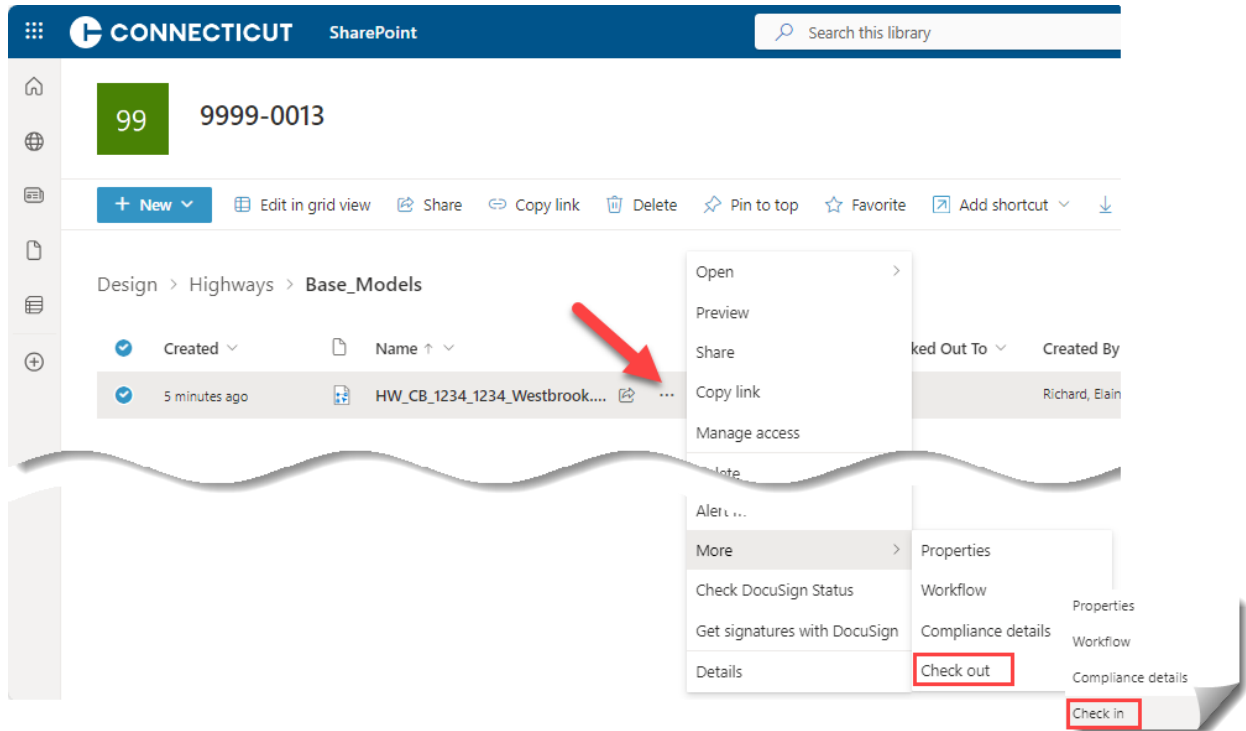 CONNECTICUT SharePoint Search this library
99 9999-0013
+ New Edit in grid view Share Copy link Delete Pin to top Favorite Add shortcut
Design > Highways > Base_Models
Created Name ↑ ked Out To Created By
5 minutes ago HW_CB_1234_1234_Westbrook.... ... Richard, Elain
Open >
Preview
Share
Copy link
Manage access
More >
Check DocuSign Status
Get signatures with DocuSign
Details
Properties
Workflow
Compliance details
Check out
Properties
Workflow
Compliance details
Check in